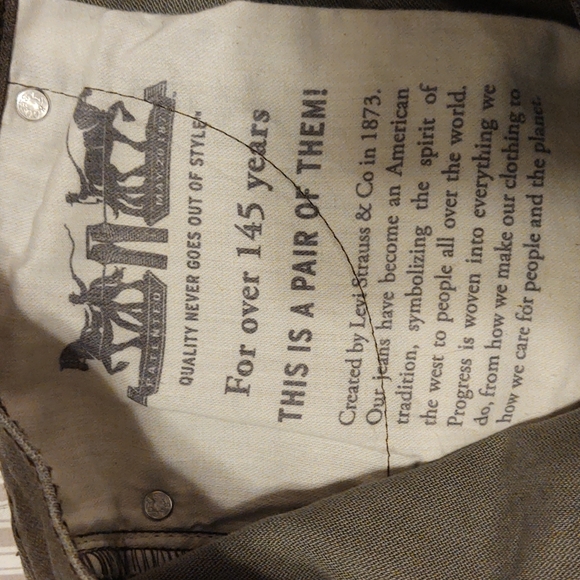 PATENTED
MAY 20 1873
QUALITY NEVER GOES OUT OF STYLE™
For over 145 years
THIS IS A PAIR OF THEM!
Created by Levi Strauss & Co in 1873.
Our jeans have become an American
tradition, symbolizing the spirit of
the west to people all over the world.
Progress is woven into everything we
do, from how we make our clothing to
how we care for people and the planet.